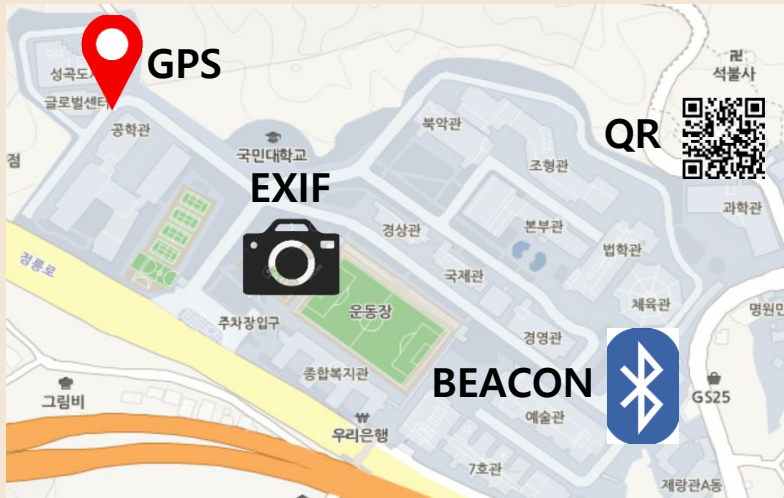 GPS
성곡도
글로벌센터
공학관
점
국민대학교
북악관
조형관
QR
석불사
과학관
EXIF
경상관
본부관
법학관
국제관
체육관
명원민
정릉로
주차장입구
운동장
경영관
종합복지관
BEACON
GS25
그림비
예술관
우리은행
7호관
제랑관A동